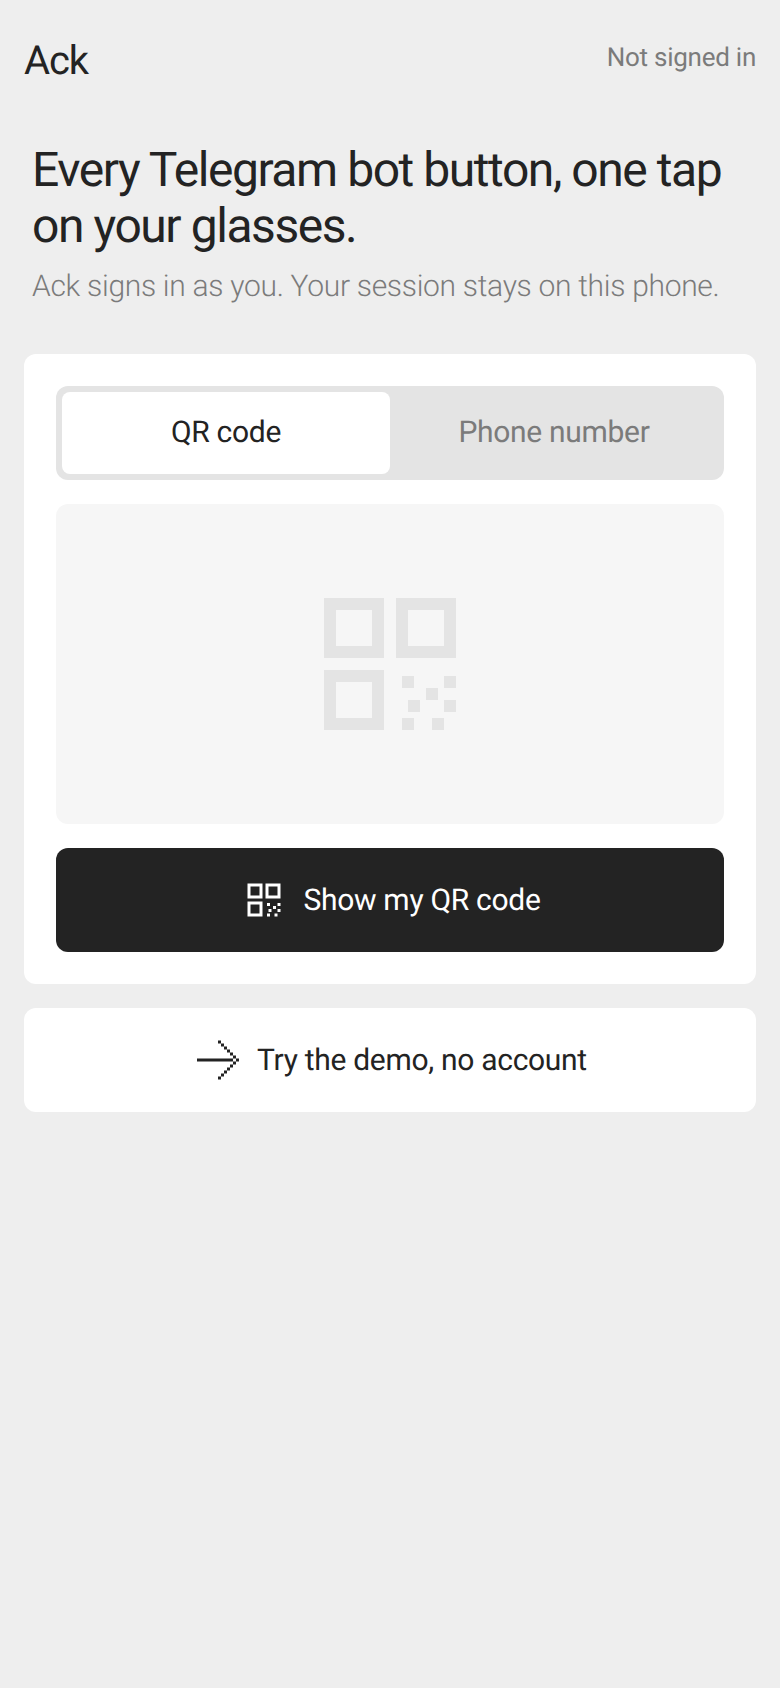 Ack
Not signed in
Every Telegram bot button, one tap
on your glasses.
Ack signs in as you. Your session stays on this phone.
QR code
Phone number
Show my QR code
Try the demo, no account